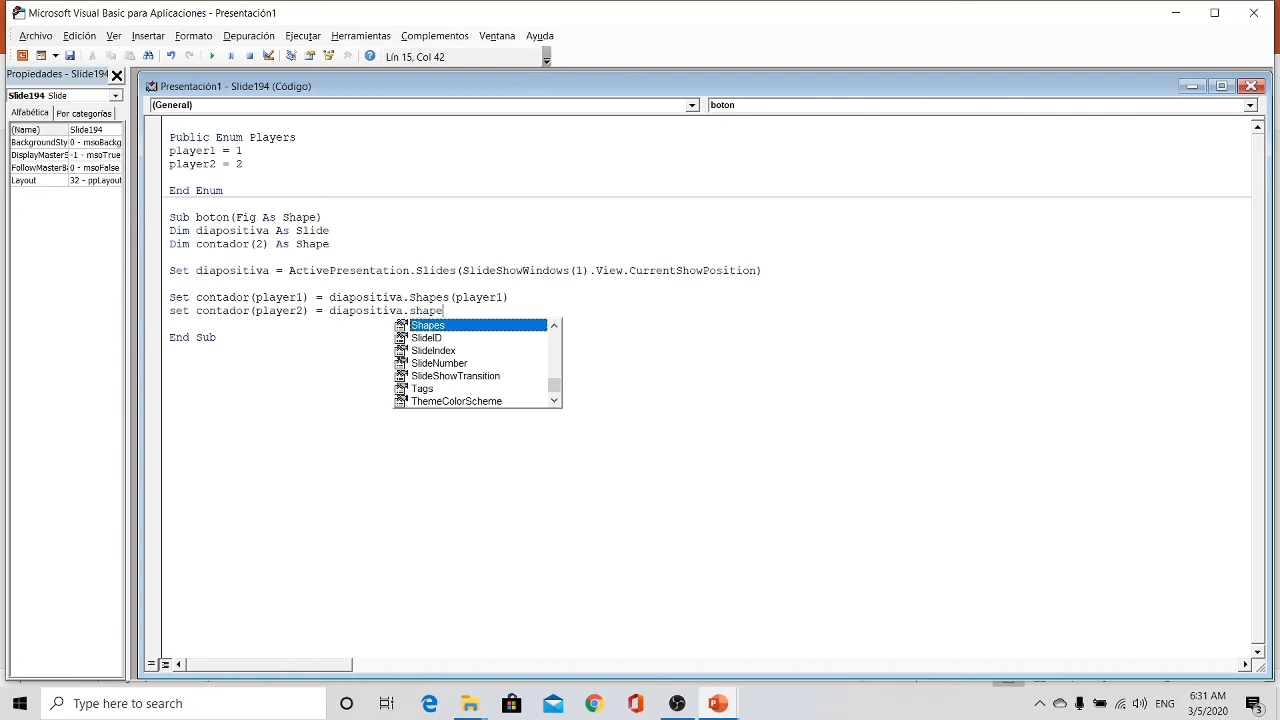 Microsoft Visual Basic para Aplicaciones - Presentación1
Archivo Edición Ver Insertar Formato Depuración Ejecutar Herramientas Complementos Ventana Ayuda
Lín 15, Col 42
Propiedades - Slide194
Slide194 Slide
Alfabética Por categorías
(Name) Slide194
BackgroundSty 0 - msoBackg
DisplayMasterS -1 - msoTrue
FollowMasterBa 0 - msoFalse
Layout 32 - ppLayout
Presentación1 - Slide194 (Código)
(General) boton
Public Enum Players
player1 = 1
player2 = 2
End Enum
Sub boton(Fig As Shape)
Dim diapositiva As Slide
Dim contador(2) As Shape
Set diapositiva = ActivePresentation.Slides(SlideShowWindows(1).View.CurrentShowPosition)
Set contador(player1) = diapositiva.Shapes(player1)
set contador(player2) = diapositiva.shape
Shapes
SlideID
SlideIndex
SlideNumber
SlideShowTransition
Tags
ThemeColorScheme
End Sub
Type here to search
ENG
6:31 AM
3/5/2020
3